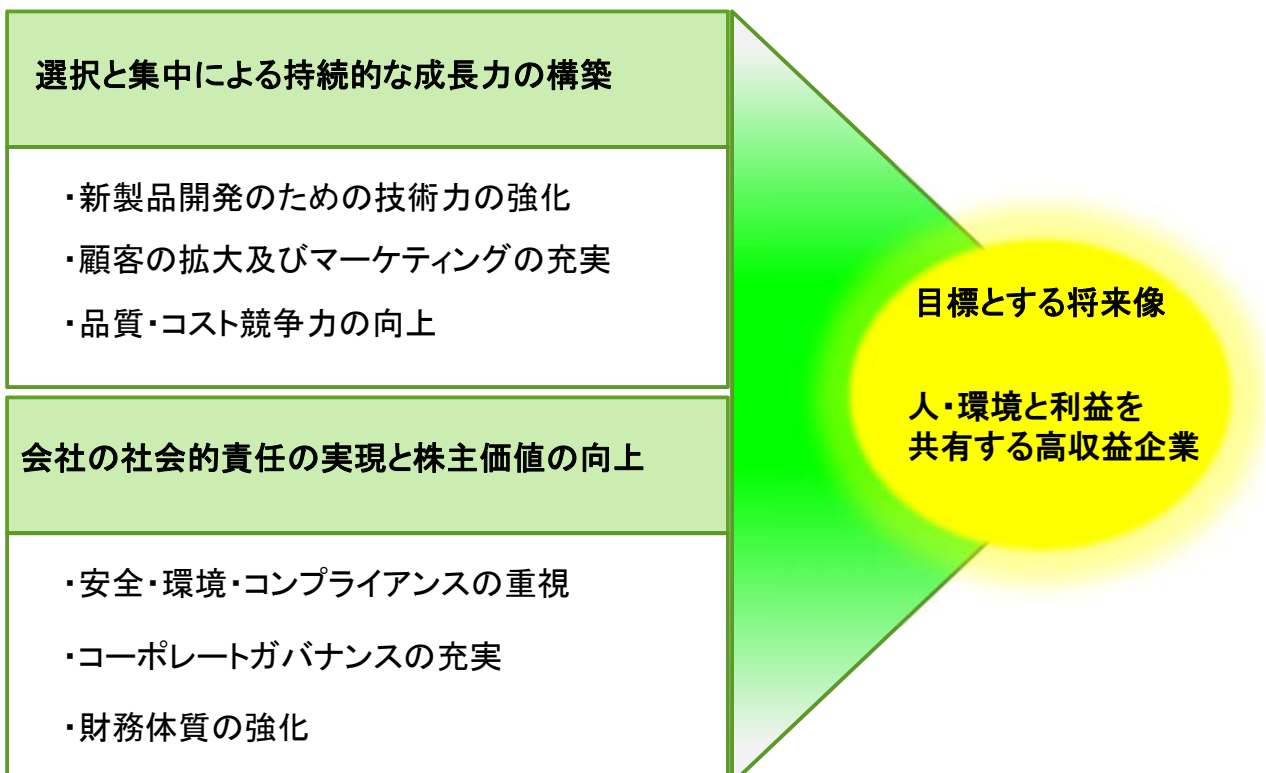 選択と集中による持続的な成長力の構築
・新製品開発のための技術力の強化
・顧客の拡大及びマーケティングの充実
・品質・コスト競争力の向上
会社の社会的責任の実現と株主価値の向上
・安全・環境・コンプライアンスの重視
・コーポレートガバナンスの充実
・財務体質の強化
目標とする将来像
人・環境と利益を
共有する高収益企業